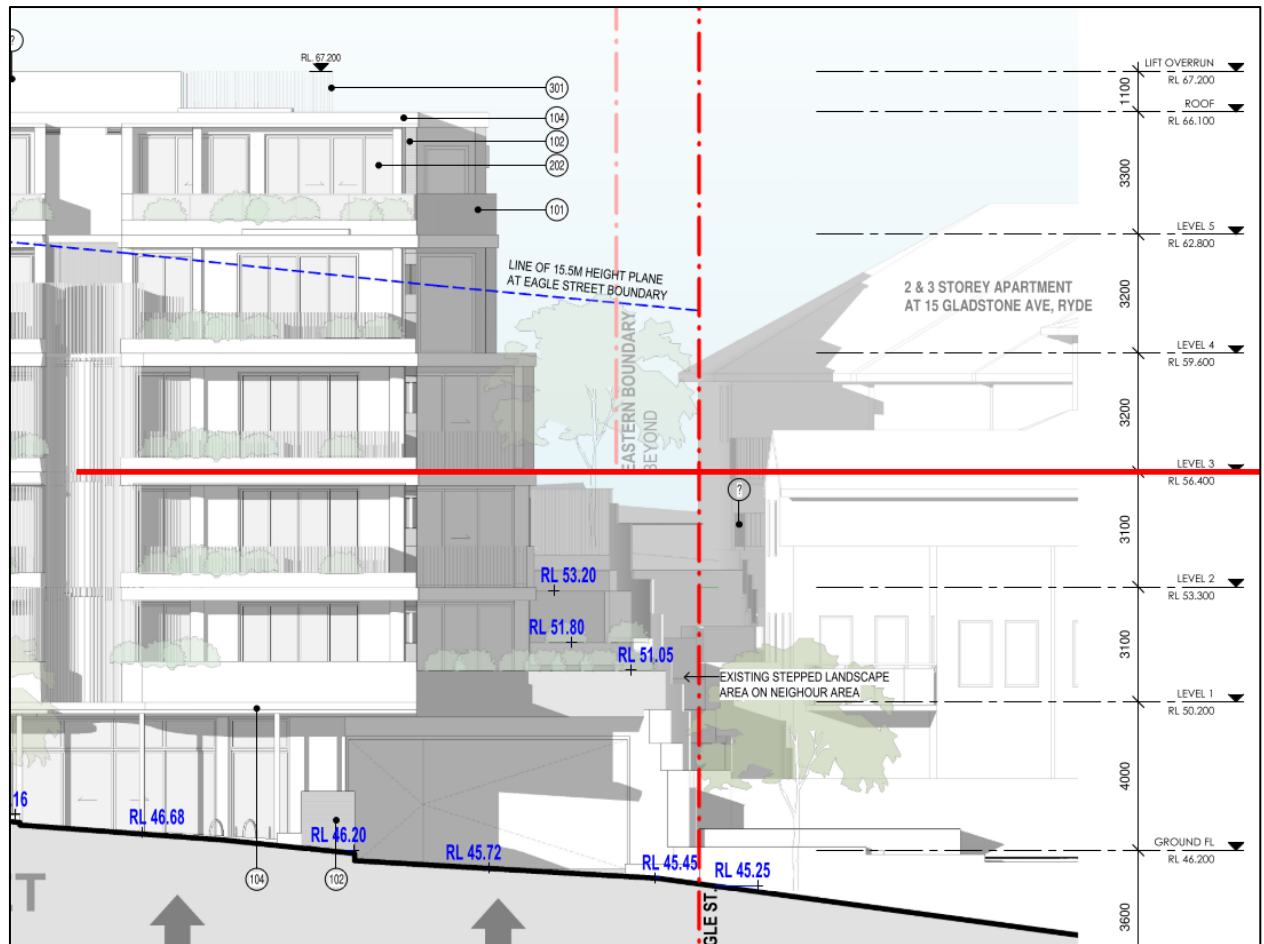 ?
RL. 67.200
301
104
102
202
101
LINE OF 15.5M HEIGHT PLANE
AT EAGLE STREET BOUNDARY
EASTERN BOUNDARY
BEYOND
2 & 3 STOREY APARTMENT
AT 15 GLADSTONE AVE, RYDE
?
RL 53.20
RL 51.80
RL 51.05
EXISTING STEPPED LANDSCAPE
AREA ON NEIGHOUR AREA
.16
RL 46.68
RL 46.20
RL 45.72
RL 45.45
RL 45.25
104
102
T
GLE ST.
LIFT OVERRUN
RL 67.200
1100
ROOF
RL 66.100
3300
LEVEL 5
RL 62.800
3200
LEVEL 4
RL 59.600
3200
LEVEL 3
RL 56.400
3100
LEVEL 2
RL 53.300
3100
LEVEL 1
RL 50.200
4000
GROUND FL
RL 46.200
3600